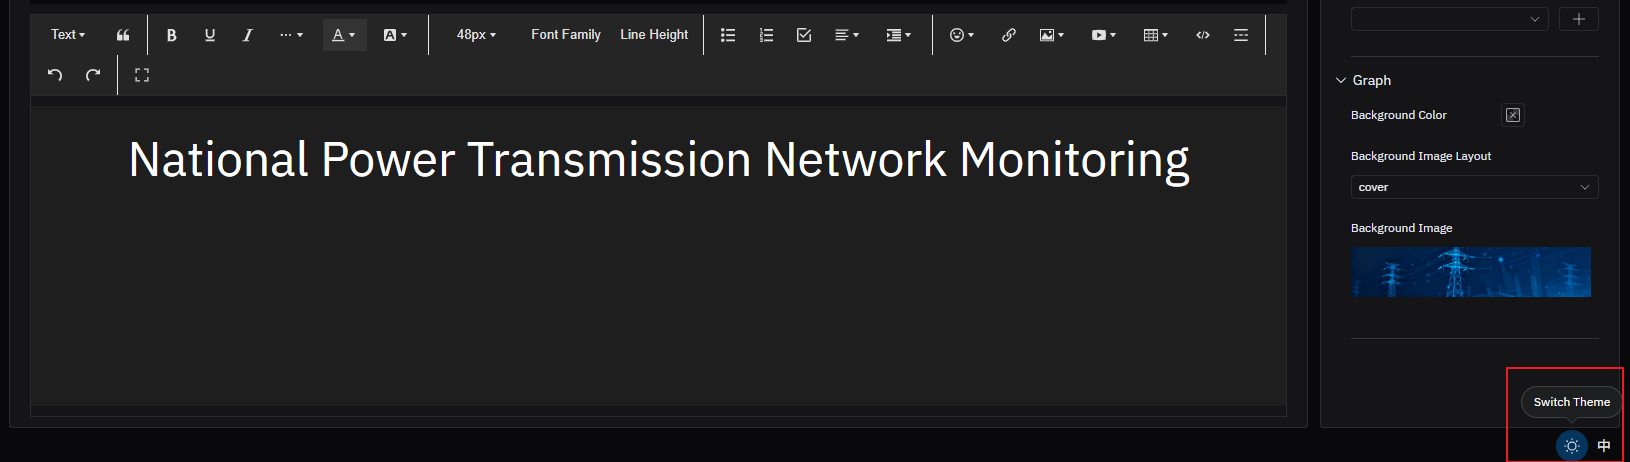 Text B U I A A 48px Font Family Line Height
National Power Transmission Network Monitoring
Graph
Background Color
Background Image Layout
cover
Background Image
Switch Theme
中